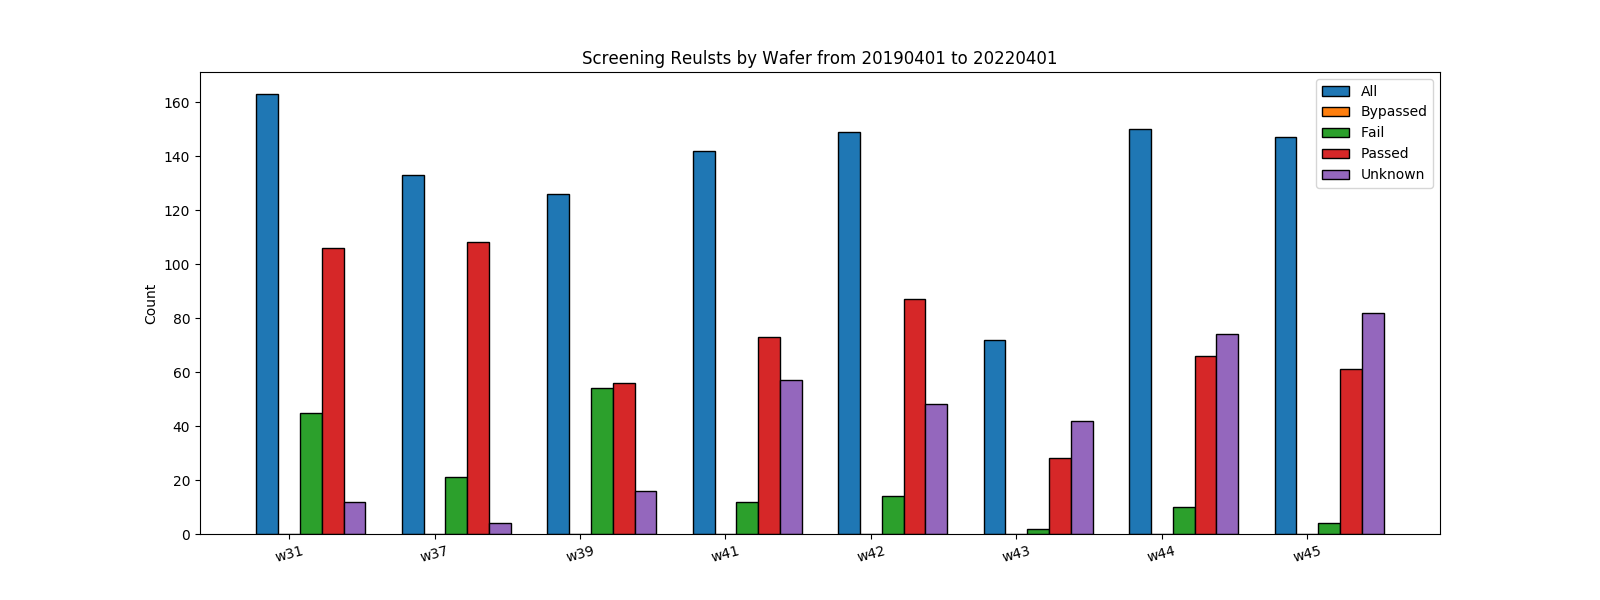 Screening Reulsts by Wafer from 20190401 to 20220401
All
Bypassed
Fail
Passed
Unknown
Count
160
140
120
100
80
60
40
20
0
w31
w37
w39
w41
w42
w43
w44
w45